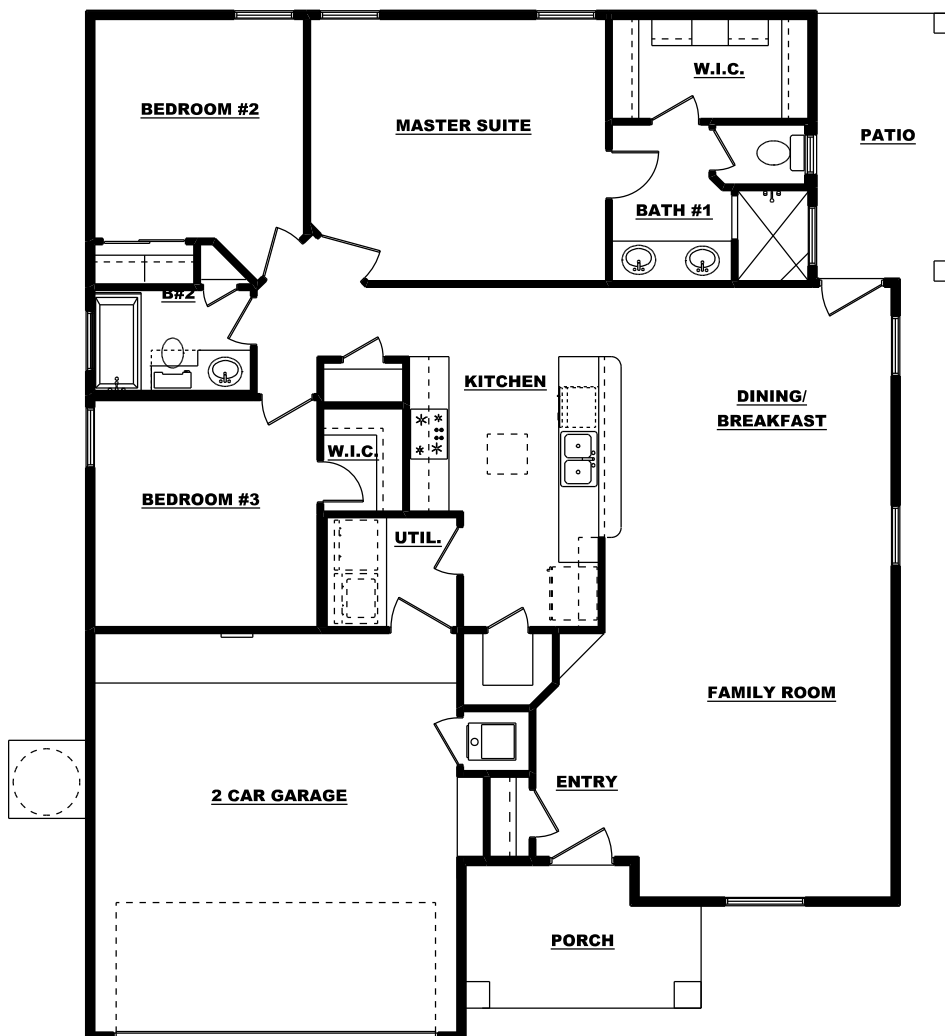 W.I.C.
BEDROOM #2
MASTER SUITE
PATIO
BATH #1
B#2
KITCHEN
DINING/
BREAKFAST
W.I.C.
BEDROOM #3
UTIL.
FAMILY ROOM
ENTRY
2 CAR GARAGE
PORCH